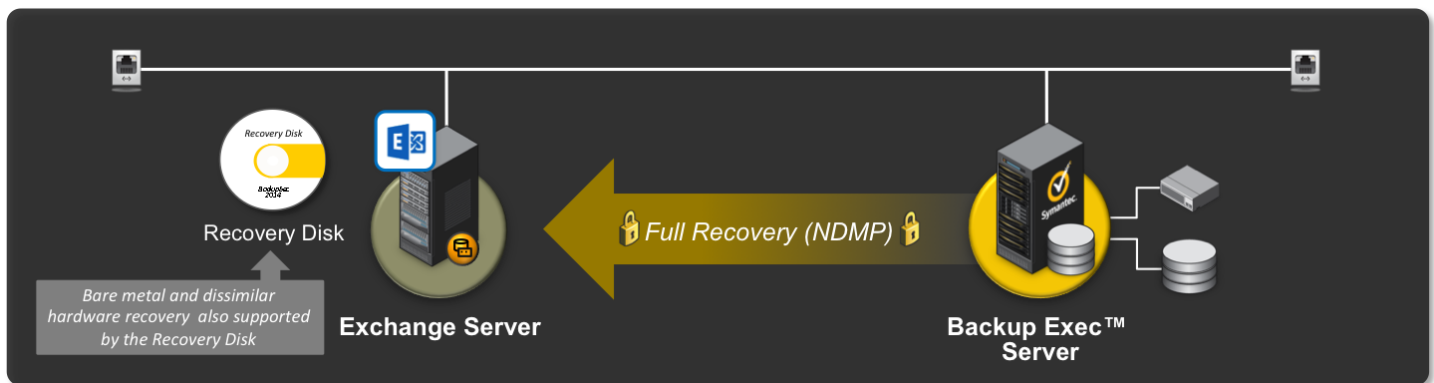 Recovery Disk
2014
Recovery Disk
Bare metal and dissimilar
hardware recovery also supported
by the Recovery Disk
E
Exchange Server
Full Recovery (NDMP)
Symantec.
Backup Exec™
Server